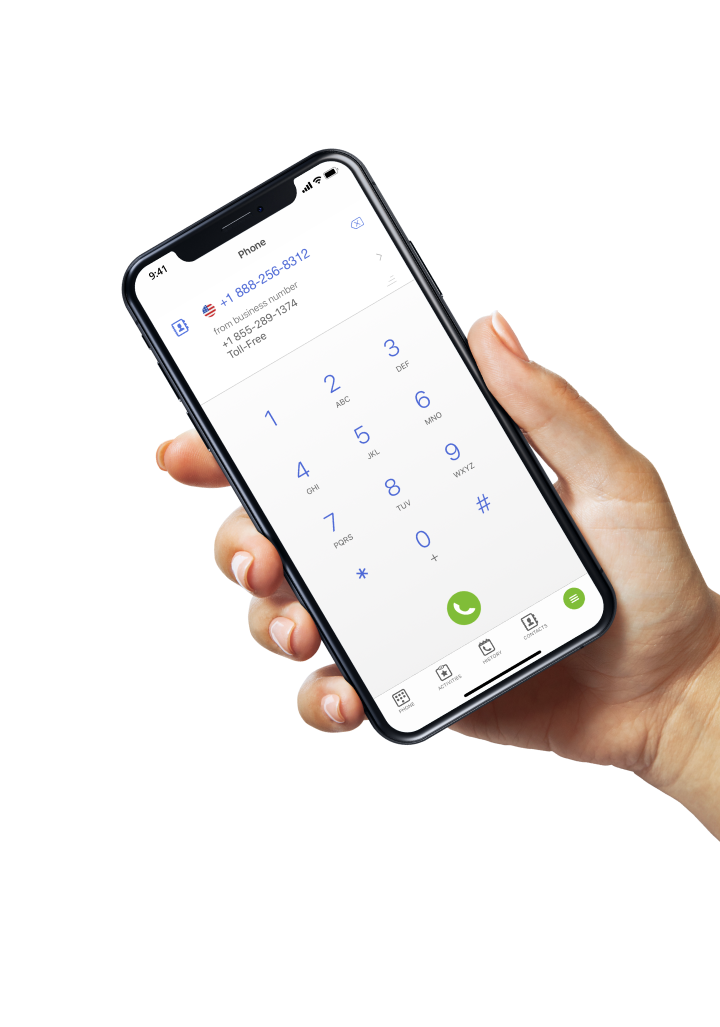 9:41
Phone
+1 888-256-8312
from business number
+1 855-289-1374
Toll-Free
1
2
ABC
3
DEF
4
GHI
5
JKL
6
MNO
7
PQRS
8
TUV
9
WXYZ
*
0
+
#
PHONE
ACTIVITIES
HISTORY
CONTACTS